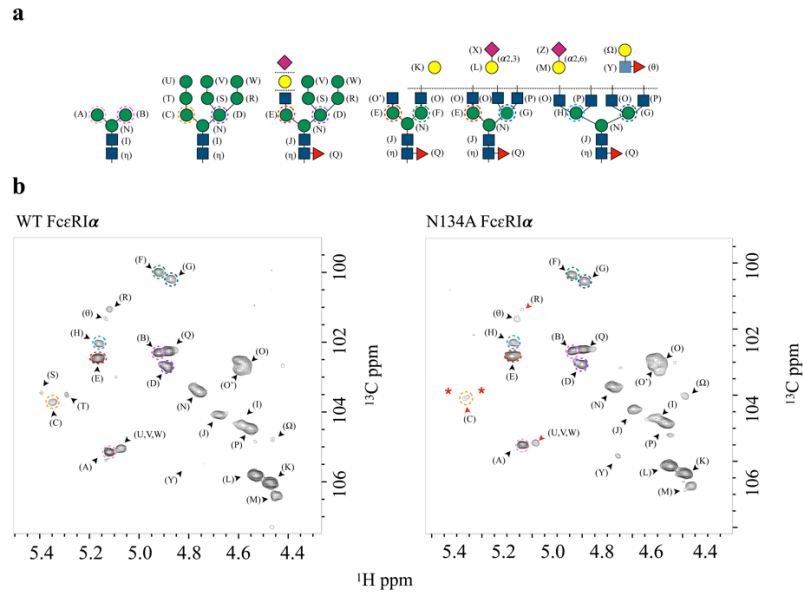 a
(X) (Z) (Ω)
(K) (L) (α2,3) (M) (α2,6) (Y) (θ)
(U) (V) (W) (V) (W)
(T) (S) (R) (S) (R) (O') (O) (O) (O) (P) (O) (P) (O) (P)
(A) (B) (C) (D) (E) (D) (E) (F) (E) (G) (H) (G)
(N) (N) (N) (N) (N) (N)
(I) (I) (J) (J) (J) (J)
(η) (η) (η) (Q) (η) (Q) (η) (Q) (η) (Q)
b
WT FcεRIα
(F) (G)
(R)
(θ)
(H) (B) (Q)
(E) (D) (O)
(S) (O')
(T) (N)
(C) (I)
(J) (Ω)
(U,V,W) (P)
(A)
(Y) (K)
(L)
(M)
5.4 5.2 5.0 4.8 4.6 4.4
100
102
104
106
13C ppm
N134A FcεRIα
(F) (G)
(R)
(θ)
(H) (B) (Q)
(E) (D) (O)
(O')
* * (N) (Ω)
(C) (I)
(J)
(U,V,W) (P)
(A)
(Y) (K)
(L)
(M)
5.4 5.2 5.0 4.8 4.6 4.4
100
102
104
106
13C ppm
1H ppm